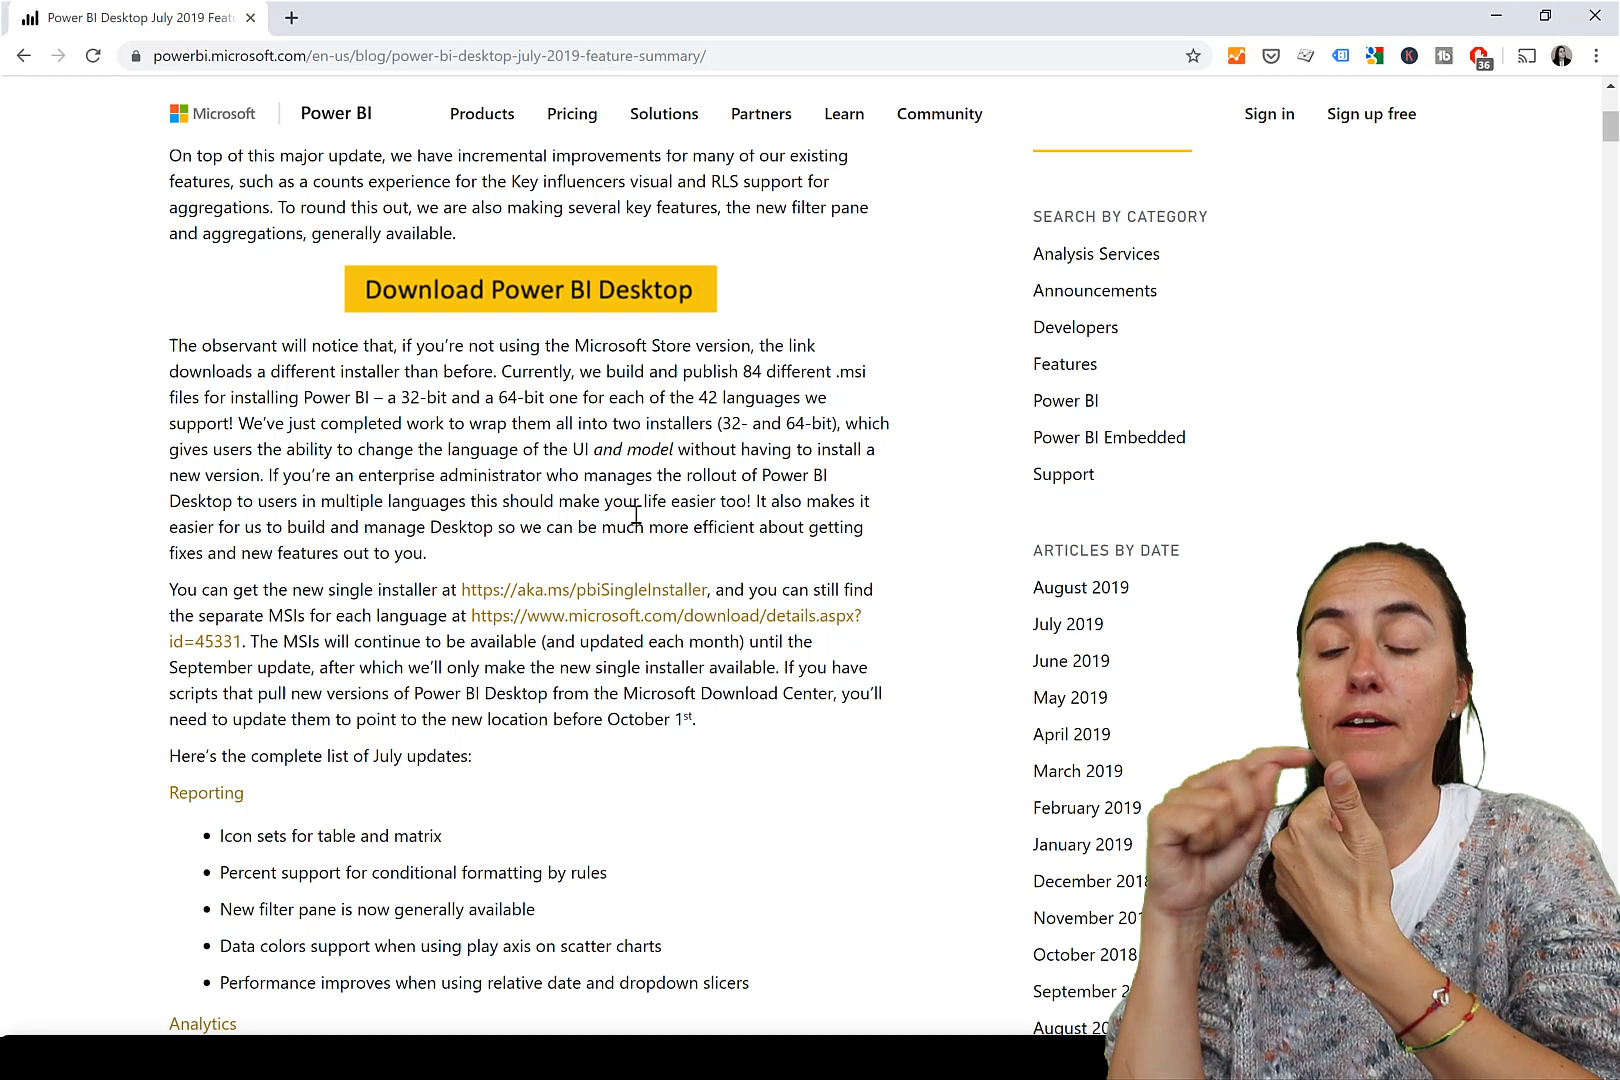 Power BI Desktop July 2019 Feat
powerbi.microsoft.com/en-us/blog/power-bi-desktop-july-2019-feature-summary/
36
Microsoft Power BI Products Pricing Solutions Partners Learn Community Sign in Sign up free
On top of this major update, we have incremental improvements for many of our existing
features, such as a counts experience for the Key influencers visual and RLS support for
aggregations. To round this out, we are also making several key features, the new filter pane
and aggregations, generally available.
Download Power BI Desktop
The observant will notice that, if you're not using the Microsoft Store version, the link
downloads a different installer than before. Currently, we build and publish 84 different .msi
files for installing Power BI – a 32-bit and a 64-bit one for each of the 42 languages we
support! We've just completed work to wrap them all into two installers (32- and 64-bit), which
gives users the ability to change the language of the UI and model without having to install a
new version. If you're an enterprise administrator who manages the rollout of Power BI
Desktop to users in multiple languages this should make your life easier too! It also makes it
easier for us to build and manage Desktop so we can be much more efficient about getting
fixes and new features out to you.
You can get the new single installer at https://aka.ms/pbiSingleInstaller, and you can still find
the separate MSIs for each language at https://www.microsoft.com/download/details.aspx?
id=45331. The MSIs will continue to be available (and updated each month) until the
September update, after which we'll only make the new single installer available. If you have
scripts that pull new versions of Power BI Desktop from the Microsoft Download Center, you'll
need to update them to point to the new location before October 1st.
Here's the complete list of July updates:
Reporting
• Icon sets for table and matrix
• Percent support for conditional formatting by rules
• New filter pane is now generally available
• Data colors support when using play axis on scatter charts
• Performance improves when using relative date and dropdown slicers
Analytics
SEARCH BY CATEGORY
Analysis Services
Announcements
Developers
Features
Power BI
Power BI Embedded
Support
ARTICLES BY DATE
August 2019
July 2019
June 2019
May 2019
April 2019
March 2019
February 2019
January 2019
December 201
November 201
October 2018
September 2
August 20